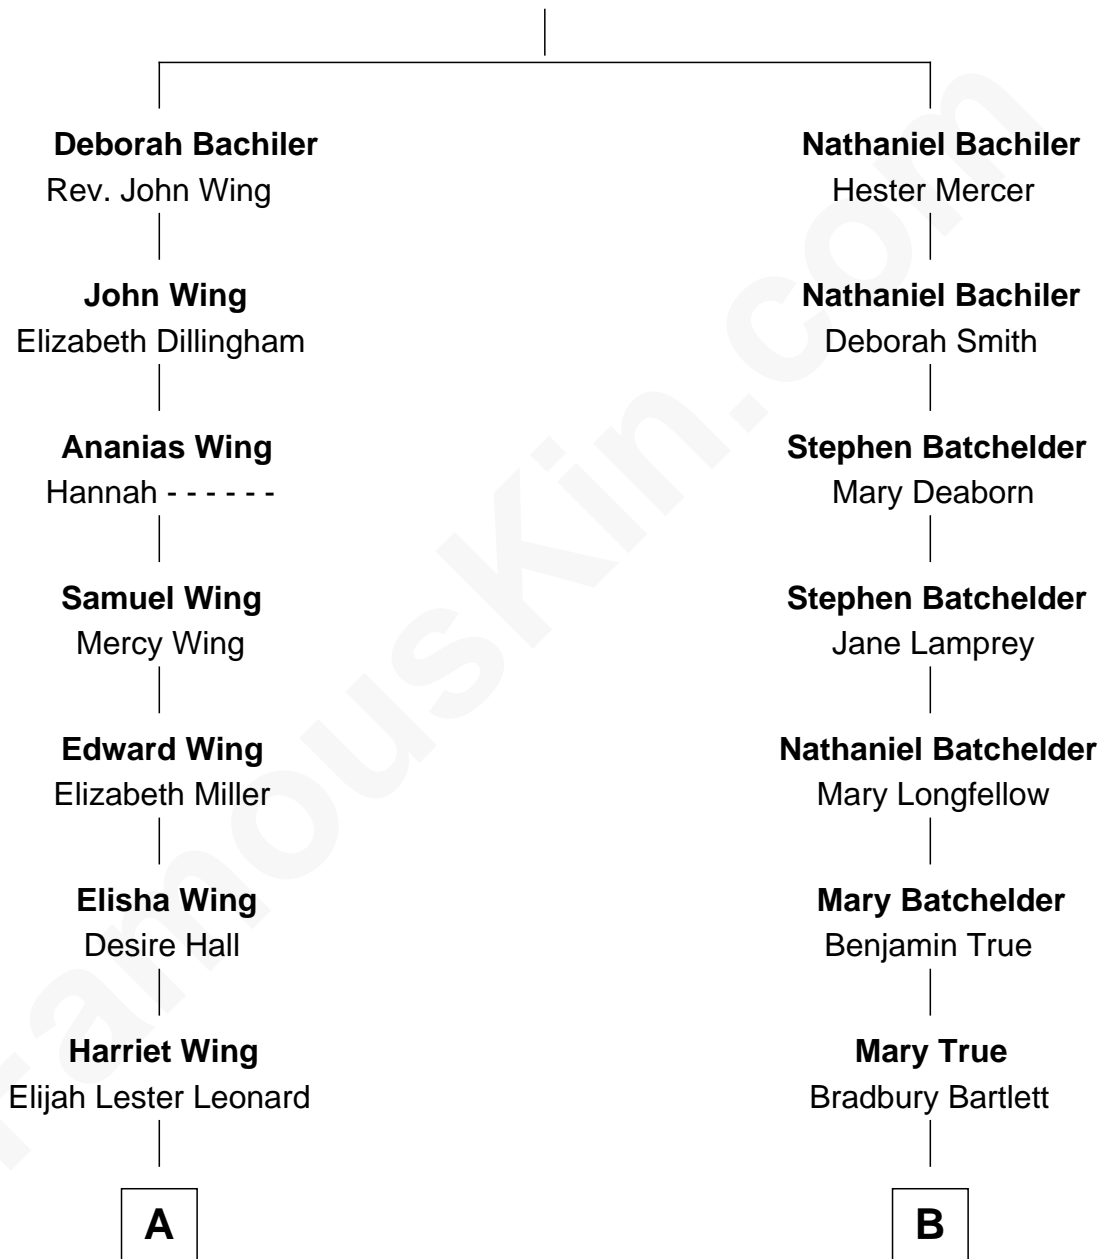 Deborah Bachiler
Rev. John Wing
Nathaniel Bachiler
Hester Mercer
John Wing
Elizabeth Dillingham
Nathaniel Bachiler
Deborah Smith
Ananias Wing
Hannah - - - - - -
Stephen Batchelder
Mary Deaborn
Samuel Wing
Mercy Wing
Stephen Batchelder
Jane Lamprey
Edward Wing
Elizabeth Miller
Nathaniel Batchelder
Mary Longfellow
Elisha Wing
Desire Hall
Mary Batchelder
Benjamin True
Harriet Wing
Elijah Lester Leonard
Mary True
Bradbury Bartlett
A
B
FamousKin.com